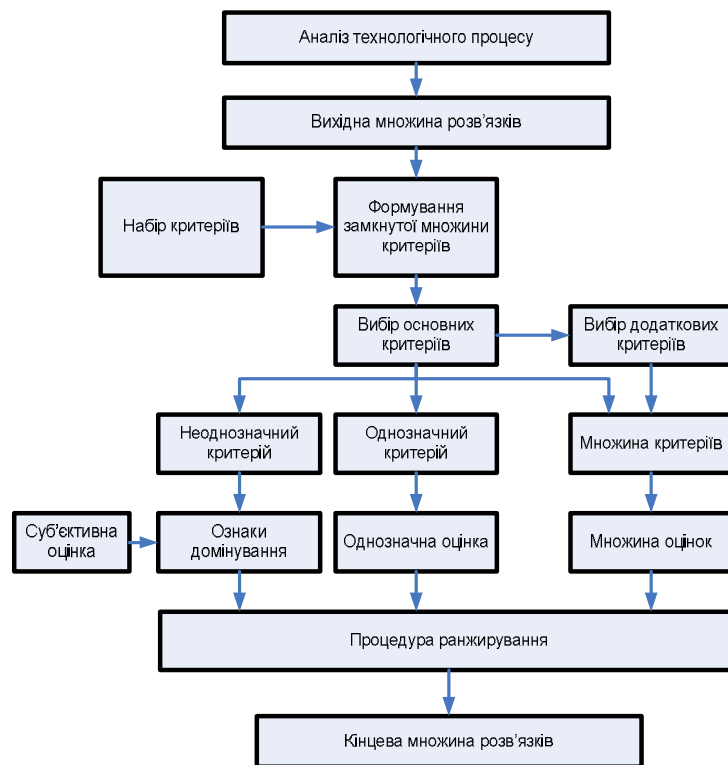 Аналіз технологічного процесу
Вихідна множина розв'язків
Набір критеріїв
Формування
замкнутої множини
критеріїв
Вибір основних
критеріїв
Вибір додаткових
критеріїв
Неоднозначний
критерій
Однозначний
критерій
Множина критеріїв
Суб'єктивна
оцінка
Ознаки
домінування
Однозначна оцінка
Множина оцінок
Процедура ранжирування
Кінцева множина розв'язків